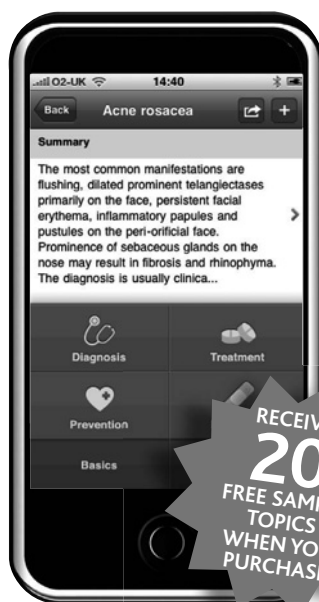 O2-UK 14:40
Back Acne rosacea +
Summary
The most common manifestations are
flushing, dilated prominent telangiectases
primarily on the face, persistent facial
erythema, inflammatory papules and
pustules on the peri-orificial face.
Prominence of sebaceous glands on the
nose may result in fibrosis and rhinophyma.
The diagnosis is usually clinica...
Diagnosis Treatment
Prevention
Basics
RECEIV
20
FREE SAM
TOPICS
WHEN YO
PURCHAS